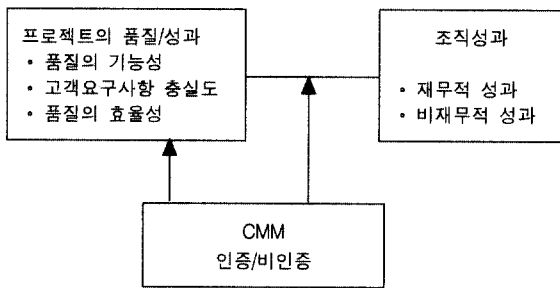 프로젝트의 품질/성과
• 품질의 기능성
• 고객요구사항 충실도
• 품질의 효율성
조직성과
• 재무적 성과
• 비재무적 성과
CMM
인증/비인증